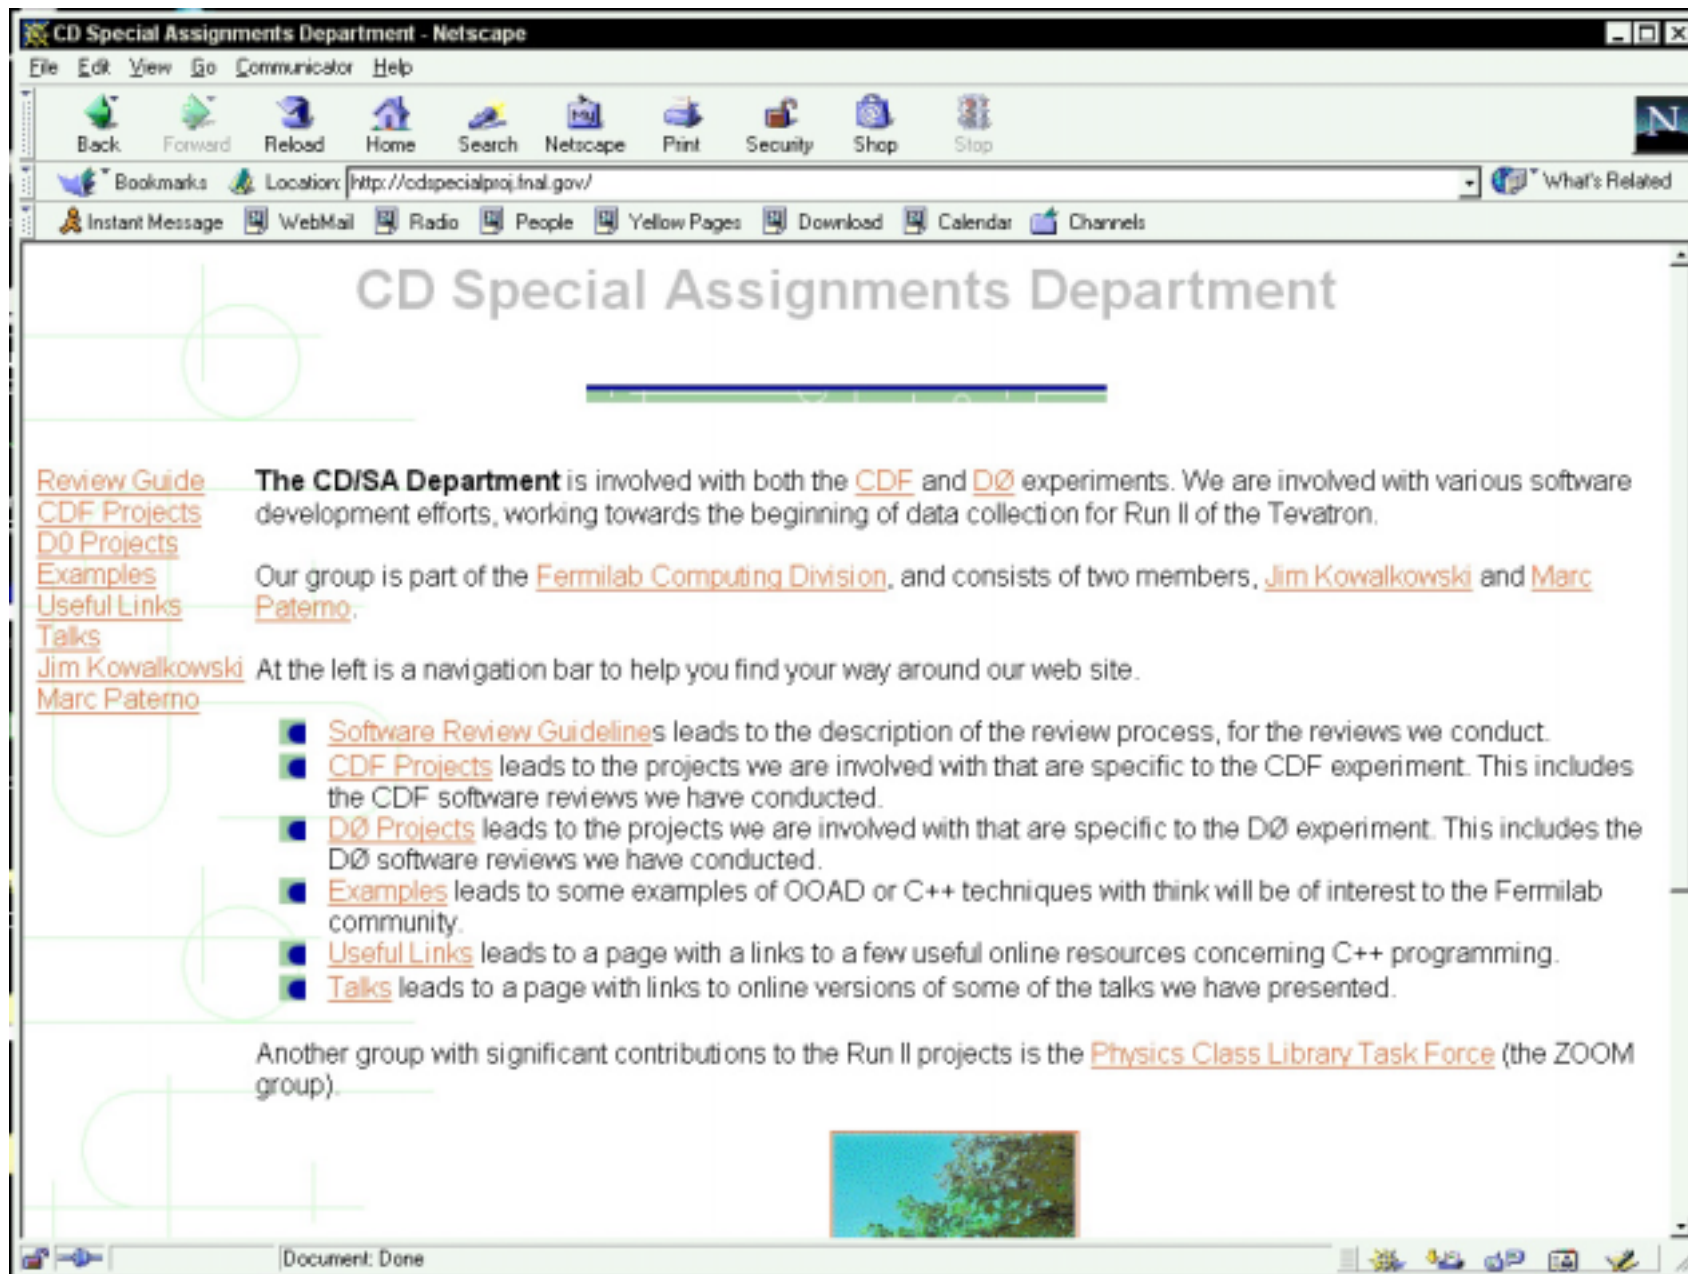 CD Special Assignments Department - Netscape
File Edit View Go Communicator Help
Back Forward Reload Home Search Netscape Print Security Shop Stop
My
N
Bookmarks Location: http://cdspecialproj.fnal.gov/ What's Related
Instant Message WebMail Radio People Yellow Pages Download Calendar Channels
CD Special Assignments Department
Review Guide
CDF Projects
D0 Projects
Examples
Useful Links
Talks
Jim Kowalkowski
Marc Paterno
The CD/SA Department is involved with both the CDF and DØ experiments. We are involved with various software
development efforts, working towards the beginning of data collection for Run II of the Tevatron.
Our group is part of the Fermilab Computing Division, and consists of two members, Jim Kowalkowski and Marc
Paterno.
At the left is a navigation bar to help you find your way around our web site.
Software Review Guidelines leads to the description of the review process, for the reviews we conduct.
CDF Projects leads to the projects we are involved with that are specific to the CDF experiment. This includes
the CDF software reviews we have conducted.
DØ Projects leads to the projects we are involved with that are specific to the DØ experiment. This includes the
DØ software reviews we have conducted.
Examples leads to some examples of OOAD or C++ techniques with think will be of interest to the Fermilab
community.
Useful Links leads to a page with a links to a few useful online resources concerning C++ programming.
Talks leads to a page with links to online versions of some of the talks we have presented.
Another group with significant contributions to the Run II projects is the Physics Class Library Task Force (the ZOOM
group).
Document: Done